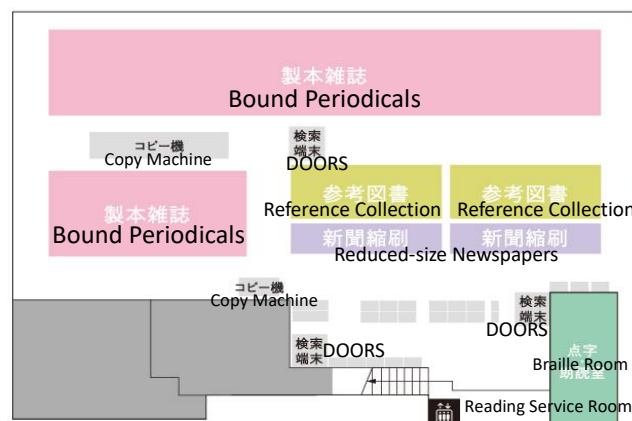 製本雑誌
Bound Periodicals
コピー機
Copy Machine
検索
端末
DOORS
参考図書
Reference Collection
参考図書
Reference Collection
製本雑誌
Bound Periodicals
新聞縮刷
新聞縮刷
Reduced-size Newspapers
コピー機
Copy Machine
検索
端末
DOORS
検索
端末
DOORS
点字
朗読室
Braille Room
Reading Service Room